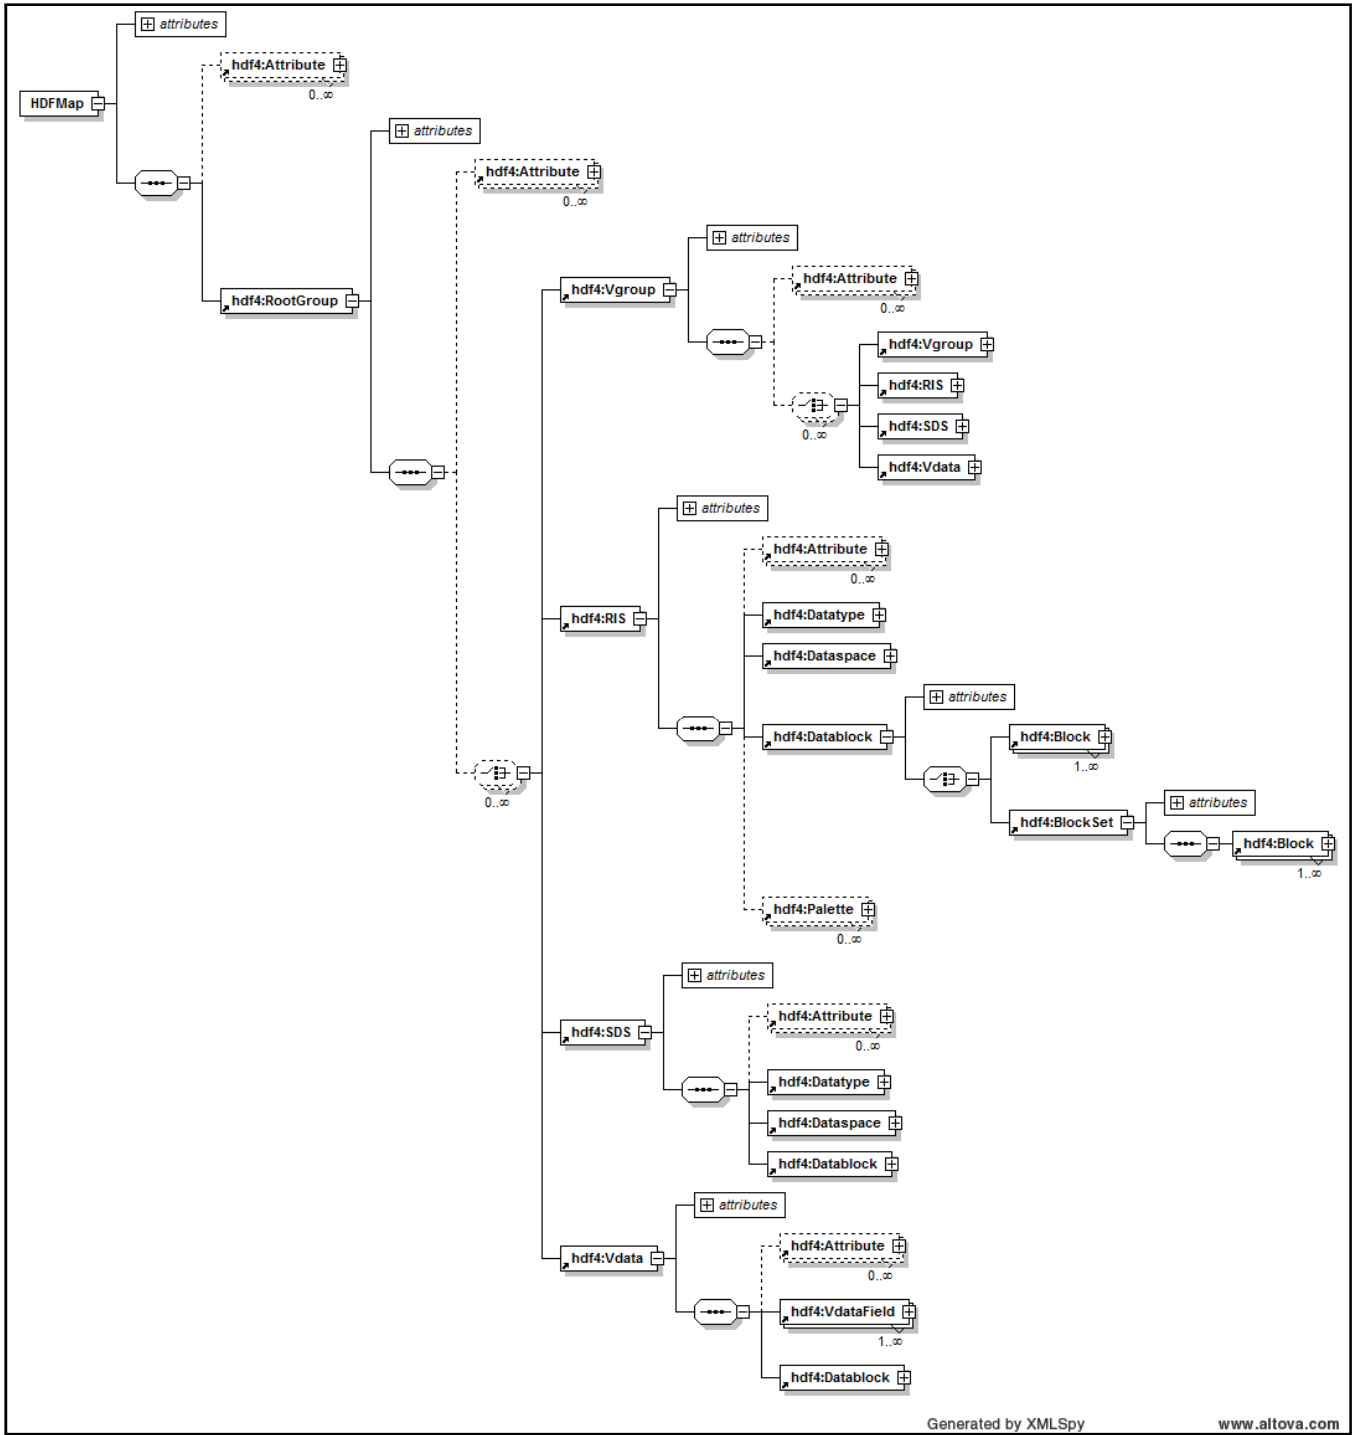 attributes
hdf4:Attribute
0..∞
HDFMap
attributes
hdf4:Attribute
0..∞
attributes
hdf4:Attribute
0..∞
hdf4:Vgroup
hdf4:RootGroup
hdf4:Vgroup
hdf4:RIS
hdf4:SDS
0..∞
hdf4:Vdata
attributes
hdf4:Attribute
0..∞
hdf4:RIS
hdf4:Datatype
hdf4:Dataspace
attributes
hdf4:Datablock
hdf4:Block
1..∞
0..∞
attributes
hdf4:BlockSet
hdf4:Block
1..∞
hdf4:Palette
0..∞
attributes
hdf4:Attribute
0..∞
hdf4:SDS
hdf4:Datatype
hdf4:Dataspace
hdf4:Datablock
attributes
hdf4:Attribute
0..∞
hdf4:Vdata
hdf4:VdataField
1..∞
hdf4:Datablock
Generated by XMLSpy
www.altova.com